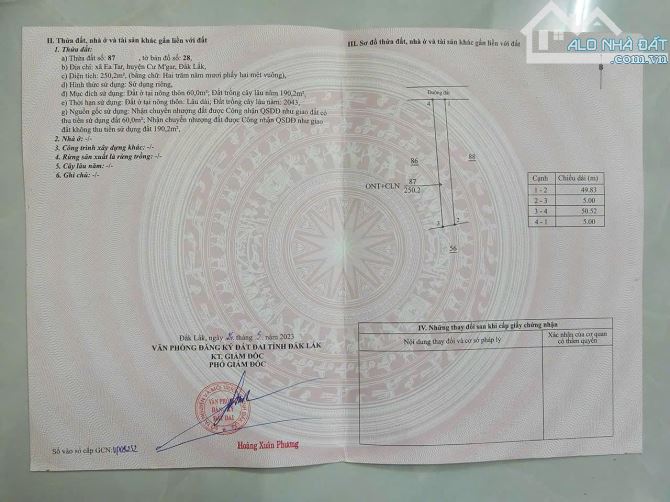 II. Thửa đất, nhà ở và tài sản khác gắn liền với đất
1. Thửa đất:
a) Thửa đất số: 87 , tờ bản đồ số: 28,
b) Địa chỉ: xã Ea Tar, huyện Cư M'gar, Đắk Lắk,
c) Diện tích: 250,2m², (bằng chữ: Hai trăm năm mươi phẩy hai mét vuông),
d) Hình thức sử dụng: Sử dụng riêng,
đ) Mục đích sử dụng: Đất ở tại nông thôn 60,0m²; Đất trồng cây lâu năm 190,2m²,
e) Thời hạn sử dụng: Đất ở tại nông thôn: Lâu dài; Đất trồng cây lâu năm: 2043,
g) Nguồn gốc sử dụng: Nhận chuyển nhượng đất được Công nhận QSDĐ như giao đất có
thu tiền sử dụng đất 60,0m²; Nhận chuyển nhượng đất được Công nhận QSDĐ như giao
đất không thu tiền sử dụng đất 190,2m²,
2. Nhà ở: -/-
3. Công trình xây dựng khác: -/-
4. Rừng sản xuất là rừng trồng: -/-
5. Cây lâu năm: -/-
6. Ghi chú: -/-
Đắk Lắk, ngày tháng 5 năm 2023
VĂN PHÒNG ĐĂNG KÝ ĐẤT ĐAI TỈNH ĐẮK LẮK
KT. GIÁM ĐỐC
PHÓ GIÁM ĐỐC
VĂN PHÒNG
ĐĂNG KÝ
ĐẤT ĐAI
Hoàng Xuân Phương
Số vào sổ cấp GCN:
III. Sơ đồ thửa đất, nhà ở và tài sản khác gắn liền với đất
ALO NHÀ ĐẤT
.com.vn
Đường đất
4 1
86
88
87
ONT+CLN 250.2
3 2
56
Cạnh Chiều dài (m)
1 - 2 49.83
2 - 3 5.00
3 - 4 50.52
4 - 1 5.00
IV. Những thay đổi sau khi cấp giấy chứng nhận
Nội dung thay đổi và cơ sở pháp lý
Xác nhận của cơ quan
có thẩm quyền